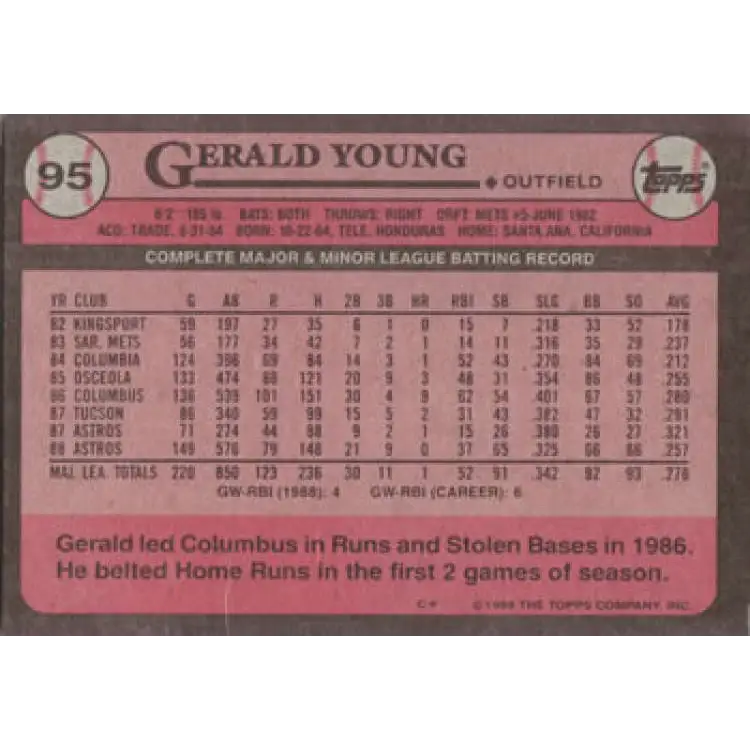 95
GERALD YOUNG
OUTFIELD
Topps®
6'2" 185 lb. BATS: BOTH THROWS: RIGHT DRFT: METS #5-JUNE 1982
ACQ: TRADE, 8-31-84 BORN: 10-22-64, TELE, HONDURAS HOME: SANTA ANA, CALIFORNIA
COMPLETE MAJOR & MINOR LEAGUE BATTING RECORD
YR CLUB G AB R H 2B 3B HR RBI SB SLG BB SO AVG
82 KINGSPORT 59 197 27 35 6 1 0 15 7 .218 33 52 .178
83 SAR. METS 56 177 34 42 7 2 1 14 11 .316 35 29 .237
84 COLUMBIA 124 396 69 84 14 3 1 52 43 .270 84 69 .212
85 OSCEOLA 133 474 88 121 20 9 3 48 31 .354 86 48 .255
86 COLUMBUS 136 539 101 151 30 4 9 62 54 .401 67 57 .280
87 TUCSON 86 340 59 99 15 5 2 31 43 .382 47 32 .291
87 ASTROS 71 274 44 88 9 2 1 15 26 .380 26 27 .321
88 ASTROS 149 576 79 148 21 9 0 37 65 .325 66 66 .257
MAJ. LEA. TOTALS 220 850 123 236 30 11 1 52 91 .342 92 93 .278
GW-RBI (1988): 4 GW-RBI (CAREER): 6
Gerald led Columbus in Runs and Stolen Bases in 1986.
He belted Home Runs in the first 2 games of season.
C* © 1989 THE TOPPS COMPANY, INC.